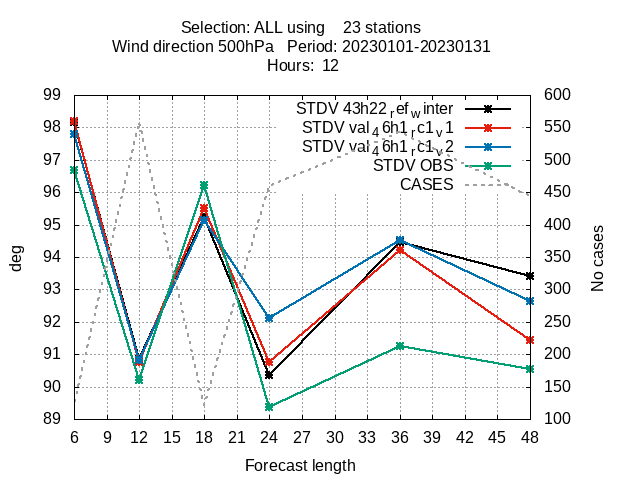 Selection: ALL using    23 stations
Wind direction 500hPa   Period: 20230101-20230131
Hours:  12
STDV 43h22_ref_winter
STDV val_46h1_rc1_v1
STDV val_46h1_rc1_v2
STDV OBS
CASES
99
98
97
96
95
94
93
92
91
90
89
deg
600
550
500
450
400
350
300
250
200
150
100
No cases
6 9 12 15 18 21 24 27 30 33 36 39 42 45 48
Forecast length